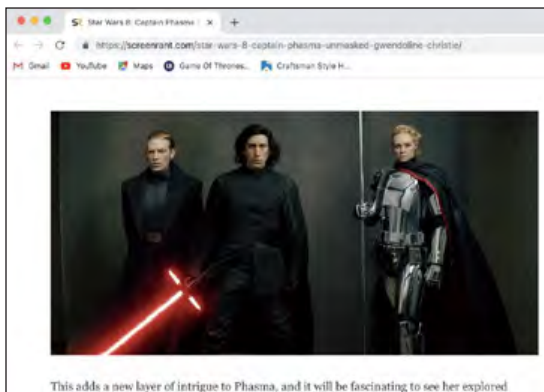 Star Wars 8: Captain Phasma
https://screenrant.com/star-wars-8-captain-phasma-unmasked-gwendoline-christie/
Gmail YouTube Maps Game Of Thrones... Craftsman Style H...
This adds a new layer of intrigue to Phasma, and it will be fascinating to see her explored